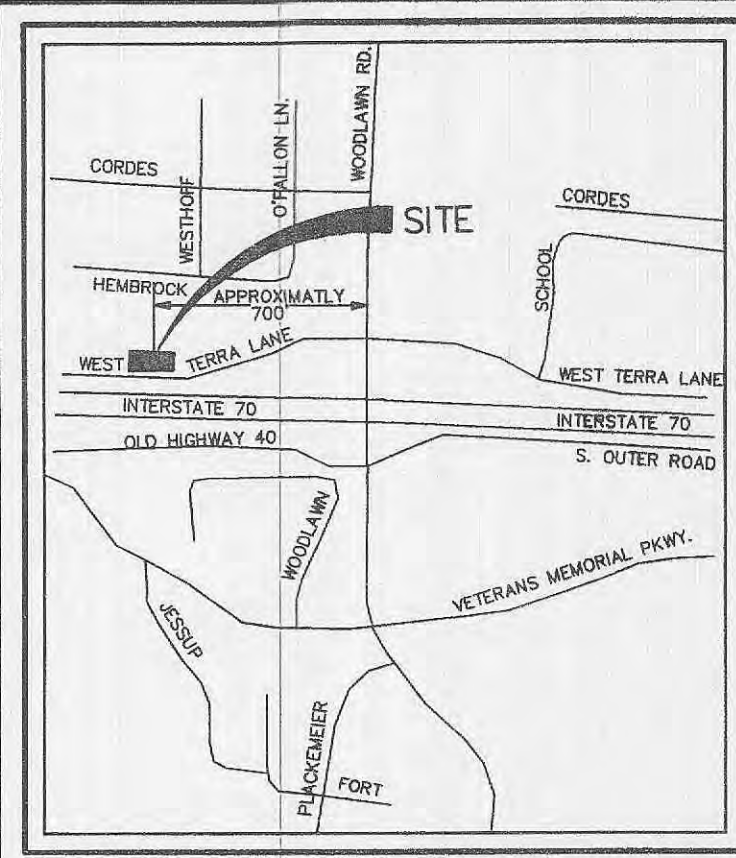 WOODLAWN RD.
O'FALLON LN.
WESTHOFF
CORDES
CORDES
SITE
SCHOOL
HEMBROCK
APPROXIMATLY
700'
WEST
TERRA LANE
WEST TERRA LANE
INTERSTATE 70
INTERSTATE 70
OLD HIGHWAY 40
S. OUTER ROAD
WOODLAWN
VETERANS MEMORIAL PKWY.
JESSUP
PLACKEMEIER
FORT